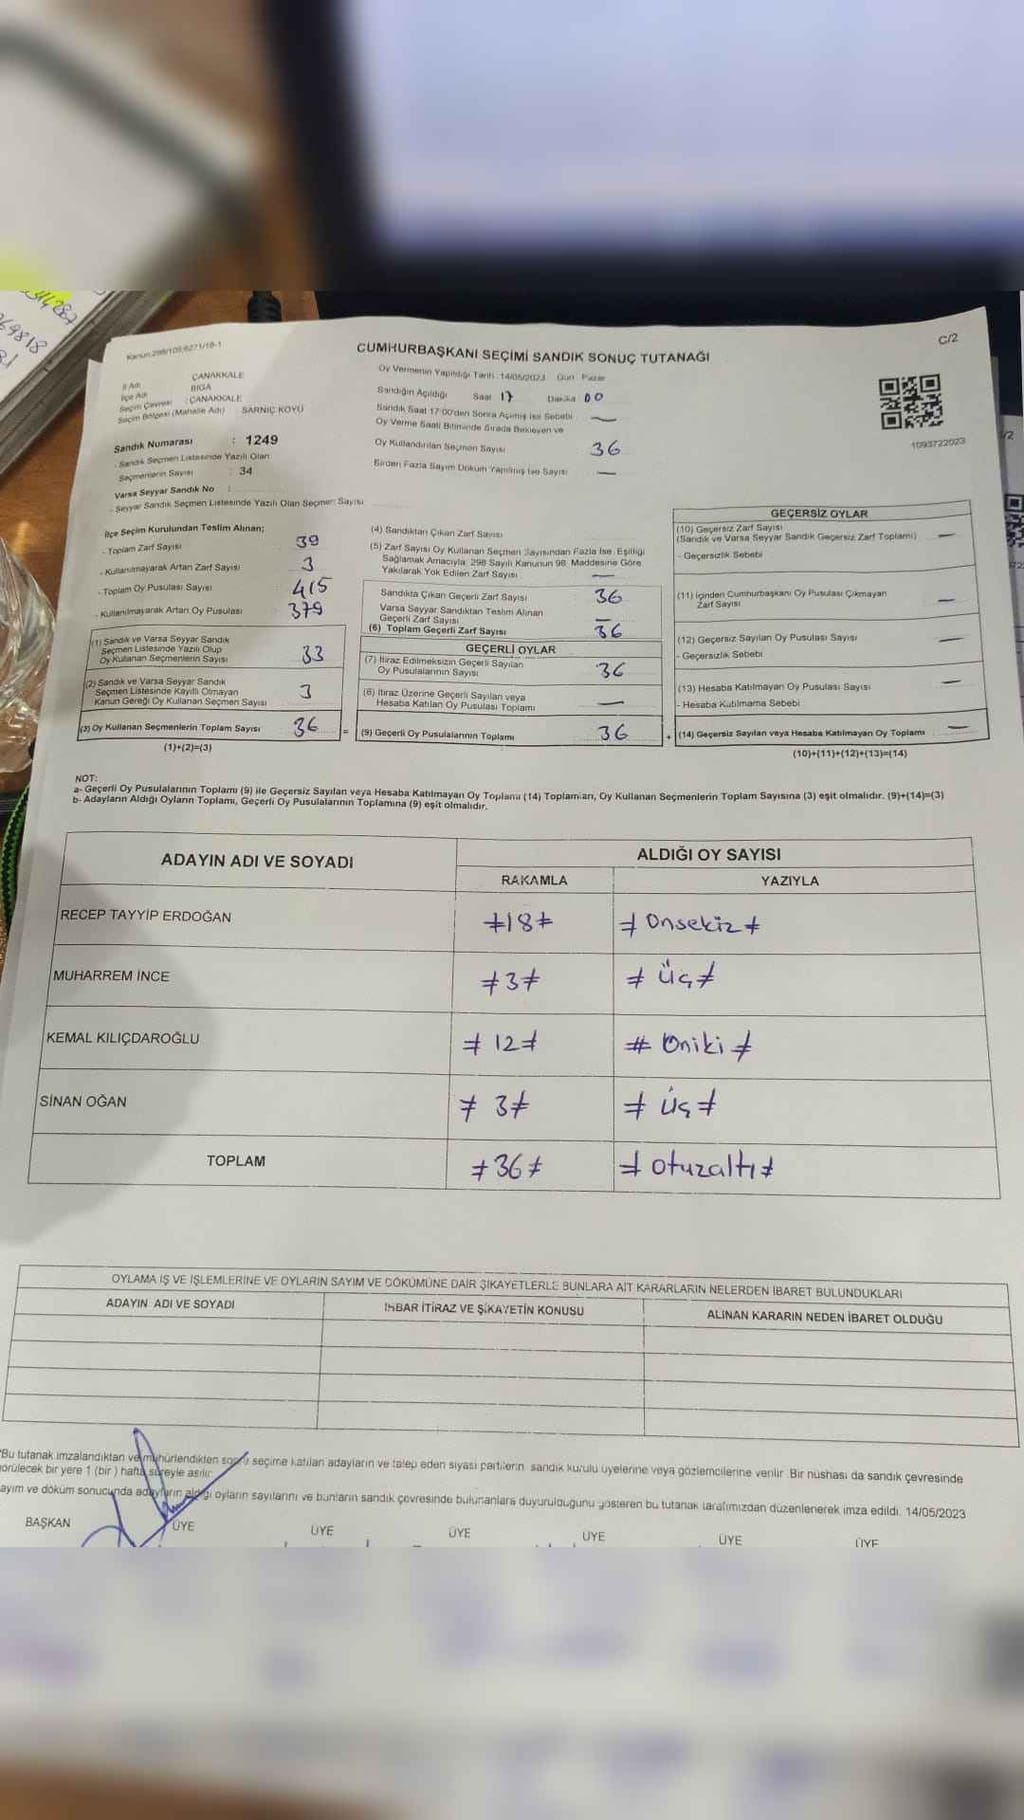 344287
69818
81
Kanun:298/105;6271/18-1
CUMHURBAŞKANI SEÇİMİ SANDIK SONUÇ TUTANAĞI
C/2
İl Adı ÇANAKKALE
İlçe Adı BİGA
Seçim Çevresi : ÇANAKKALE
Seçim Bölgesi (Mahalle Adı) SARNIÇ KÖYÜ
Sandık Numarası : 1249
- Sandık Seçmen Listesinde Yazılı Olan
Seçmenlerin Sayısı : 34
Varsa Seyyar Sandık No :
- Seyyar Sandık Seçmen Listesinde Yazılı Olan Seçmen Sayısı
Oy Vermenin Yapıldığı Tarih : 14/05/2023 Gün : Pazar
Sandığın Açıldığı Saat 17 Dakika 00
Sandık Saat 17:00'den Sonra Açılmış İse Sebebi —
Oy Verme Saati Bitiminde Sırada Bekleyen ve
Oy Kullandırılan Seçmen Sayısı 36
Birden Fazla Sayım Döküm Yapılmış İse Sayısı —
1093722023
İlçe Seçim Kurulundan Teslim Alınan;
- Toplam Zarf Sayısı 39
- Kullanılmayarak Artan Zarf Sayısı 3
- Toplam Oy Pusulası Sayısı 415
- Kullanılmayarak Artan Oy Pusulası 379
(1) Sandık ve Varsa Seyyar Sandık
Seçmen Listesinde Yazılı Olup
Oy Kullanan Seçmenlerin Sayısı 33
(2) Sandık ve Varsa Seyyar Sandık
Seçmen Listesinde Kayıtlı Olmayan
Kanun Gereği Oy Kullanan Seçmen Sayısı 3
(3) Oy Kullanan Seçmenlerin Toplam Sayısı 36 =
(1)+(2)=(3)
(4) Sandıktan Çıkan Zarf Sayısı
(5) Zarf Sayısı Oy Kullanan Seçmen Sayısından Fazla İse, Eşitliği
Sağlamak Amacıyla; 298 Sayılı Kanunun 98. Maddesine Göre
Yakılarak Yok Edilen Zarf Sayısı —
Sandıkta Çıkan Geçerli Zarf Sayısı 36
Varsa Seyyar Sandıktan Teslim Alınan
Geçerli Zarf Sayısı —
(6) Toplam Geçerli Zarf Sayısı 36
GEÇERLİ OYLAR
(7) İtiraz Edilmeksizin Geçerli Sayılan
Oy Pusulalarının Sayısı 36
(8) İtiraz Üzerine Geçerli Sayılan veya
Hesaba Katılan Oy Pusulası Toplamı —
(9) Geçerli Oy Pusulalarının Toplamı 36 +
GEÇERSİZ OYLAR
(10) Geçersiz Zarf Sayısı
(Sandık ve Varsa Seyyar Sandık Geçersiz Zarf Toplamı) —
- Geçersizlik Sebebi
(11) İçinden Cumhurbaşkanı Oy Pusulası Çıkmayan
Zarf Sayısı —
(12) Geçersiz Sayılan Oy Pusulası Sayısı —
- Geçersizlik Sebebi
(13) Hesaba Katılmayan Oy Pusulası Sayısı —
- Hesaba Katılmama Sebebi
(14) Geçersiz Sayılan veya Hesaba Katılmayan Oy Toplamı —
(10)+(11)+(12)+(13)=(14)
NOT:
a- Geçerli Oy Pusulalarının Toplamı (9) ile Geçersiz Sayılan veya Hesaba Katılmayan Oy Toplamı (14) Toplamları, Oy Kullanan Seçmenlerin Toplam Sayısına (3) eşit olmalıdır. (9)+(14)=(3)
b- Adayların Aldığı Oyların Toplamı, Geçerli Oy Pusulalarının Toplamına (9) eşit olmalıdır.
ADAYIN ADI VE SOYADI ALDIĞI OY SAYISI
RAKAMLA YAZIYLA
RECEP TAYYİP ERDOĞAN ≠18≠ ≠ Onsekiz ≠
MUHARREM İNCE ≠3≠ ≠ Üç ≠
KEMAL KILIÇDAROĞLU ≠ 12≠ # Oniki ≠
SİNAN OĞAN ≠ 3≠ ≠ Üç ≠
TOPLAM ≠36≠ ≠ otuzaltı ≠
OYLAMA İŞ VE İŞLEMLERİNE VE OYLARIN SAYIM VE DÖKÜMÜNE DAİR ŞİKAYETLERLE BUNLARA AİT KARARLARIN NELERDEN İBARET BULUNDUKLARI
ADAYIN ADI VE SOYADI İHBAR İTİRAZ VE ŞİKAYETİN KONUSU ALINAN KARARIN NEDEN İBARET OLDUĞU
*Bu tutanak imzalandıktan ve mühürlendikten sonra seçime katılan adayların ve talep eden siyasi partilerin sandık kurulu üyelerine veya gözlemcilerine verilir. Bir nüshası da sandık çevresinde
görülecek bir yere 1 (bir) hafta süreyle asılır.
ayım ve döküm sonucunda adayların aldığı oyların sayılarını ve bunların sandık çevresinde bulunanlara duyurulduğunu gösteren bu tutanak tarafımızdan düzenlenerek imza edildi. 14/05/2023
BAŞKAN ÜYE ÜYE ÜYE ÜYE ÜYE ÜYE